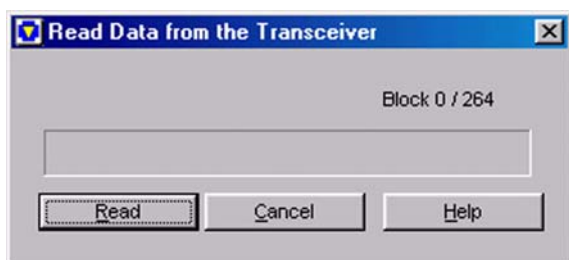 Read Data from the Transceiver
Block 0 / 264
Read Cancel Help